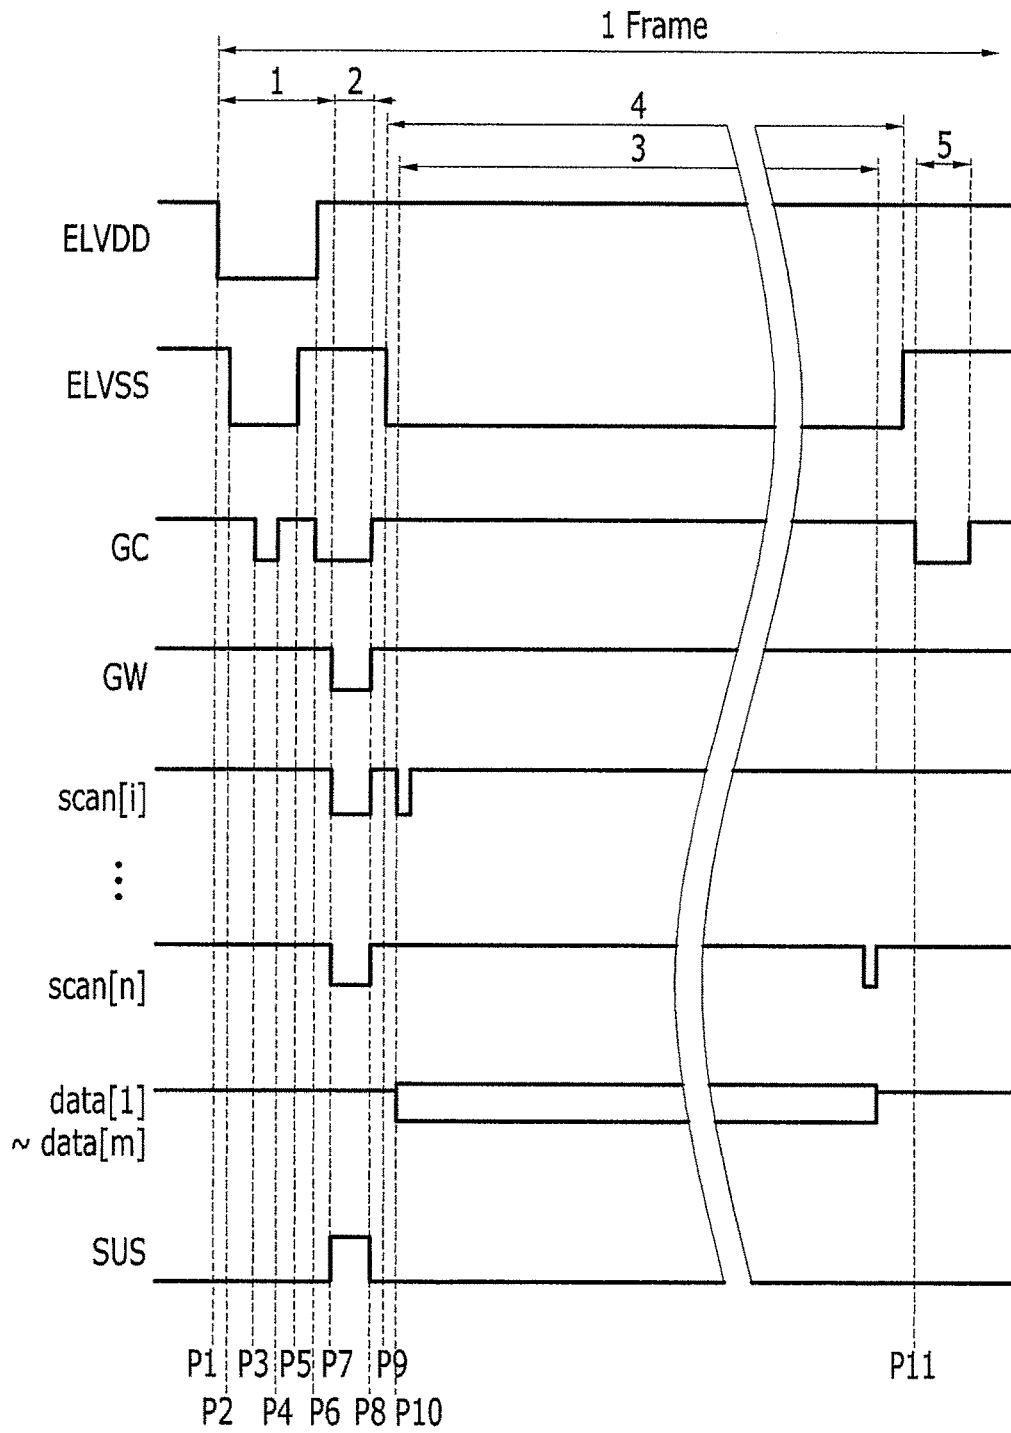 1 Frame
1
2
4
3
5
ELVDD
ELVSS
GC
GW
scan[i]
scan[n]
data[1]
~ data[m]
SUS
P1 P3 P5 P7 P9 P11
P2 P4 P6 P8 P10